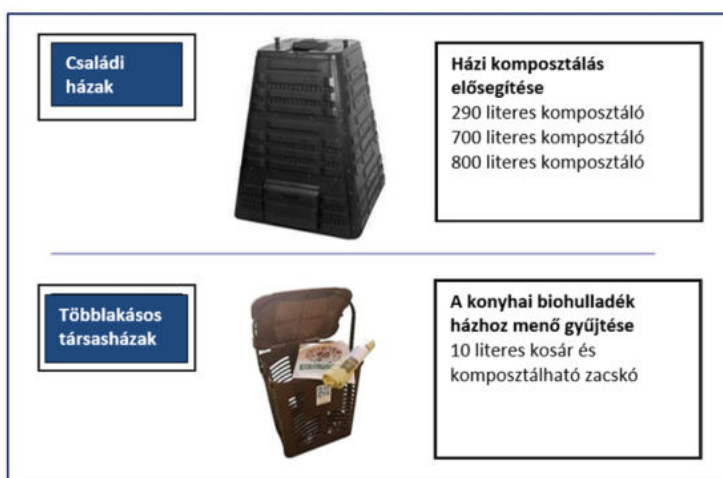 Családi
házak
Házi komposztálás
elősegítése
290 literes komposztáló
700 literes komposztáló
800 literes komposztáló
Többlakásos
társasházak
A konyhai biohulladék
házhoz menő gyűjtése
10 literes kosár és
komposztálható zacskó